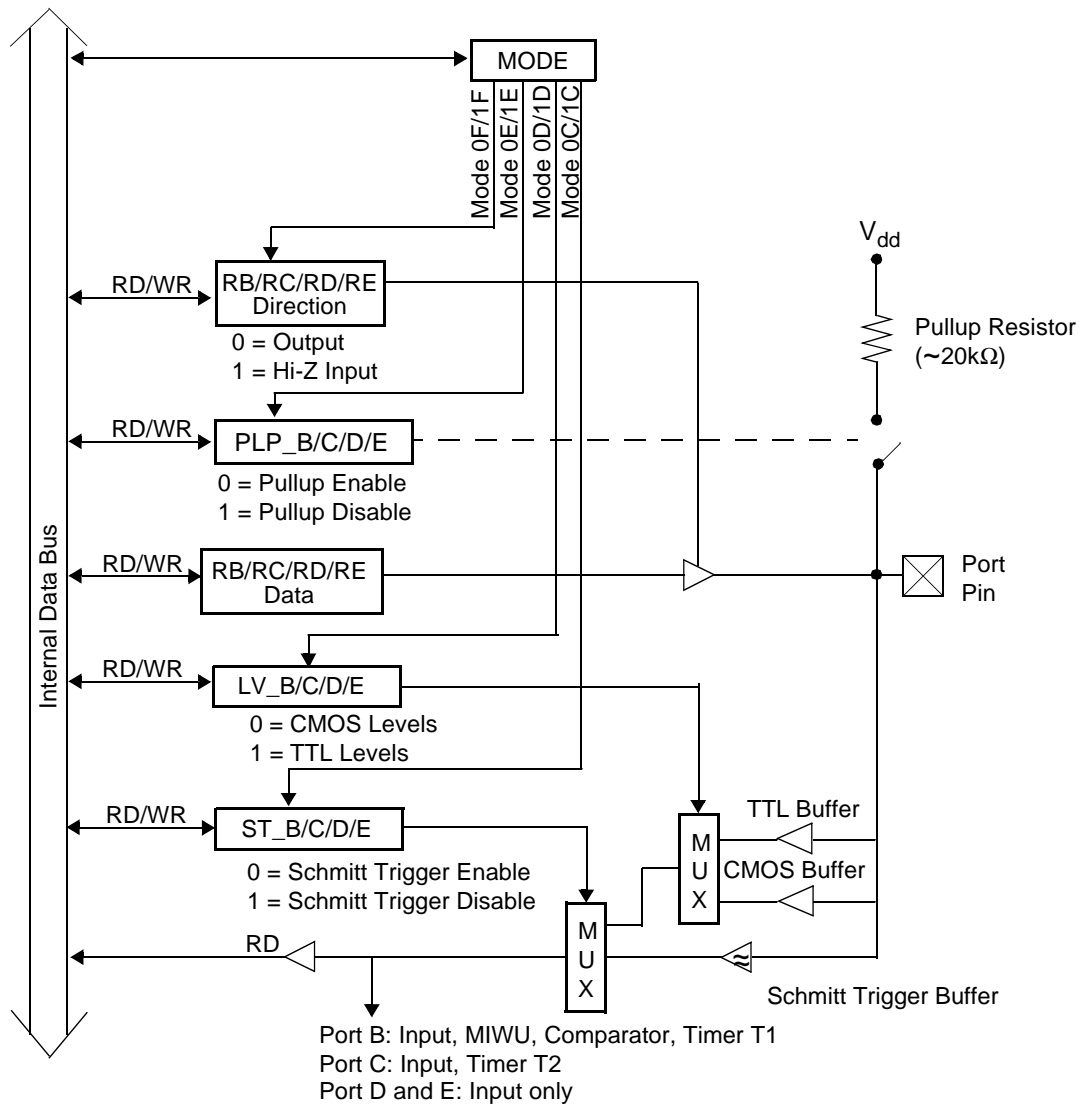 MODE
Mode 0F/1F
Mode 0E/1E
Mode 0D/1D
Mode 0C/1C
V
dd
RD/WR
RB/RC/RD/RE
Direction
0 = Output
1 = Hi-Z Input
Pullup Resistor
(~20kΩ)
RD/WR
PLP_B/C/D/E
0 = Pullup Enable
1 = Pullup Disable
Internal Data Bus
RD/WR
RB/RC/RD/RE
Data
Port
Pin
RD/WR
LV_B/C/D/E
0 = CMOS Levels
1 = TTL Levels
RD/WR
ST_B/C/D/E
0 = Schmitt Trigger Enable
1 = Schmitt Trigger Disable
M
U
X
TTL Buffer
CMOS Buffer
M
U
X
RD
Schmitt Trigger Buffer
Port B: Input, MIWU, Comparator, Timer T1
Port C: Input, Timer T2
Port D and E: Input only